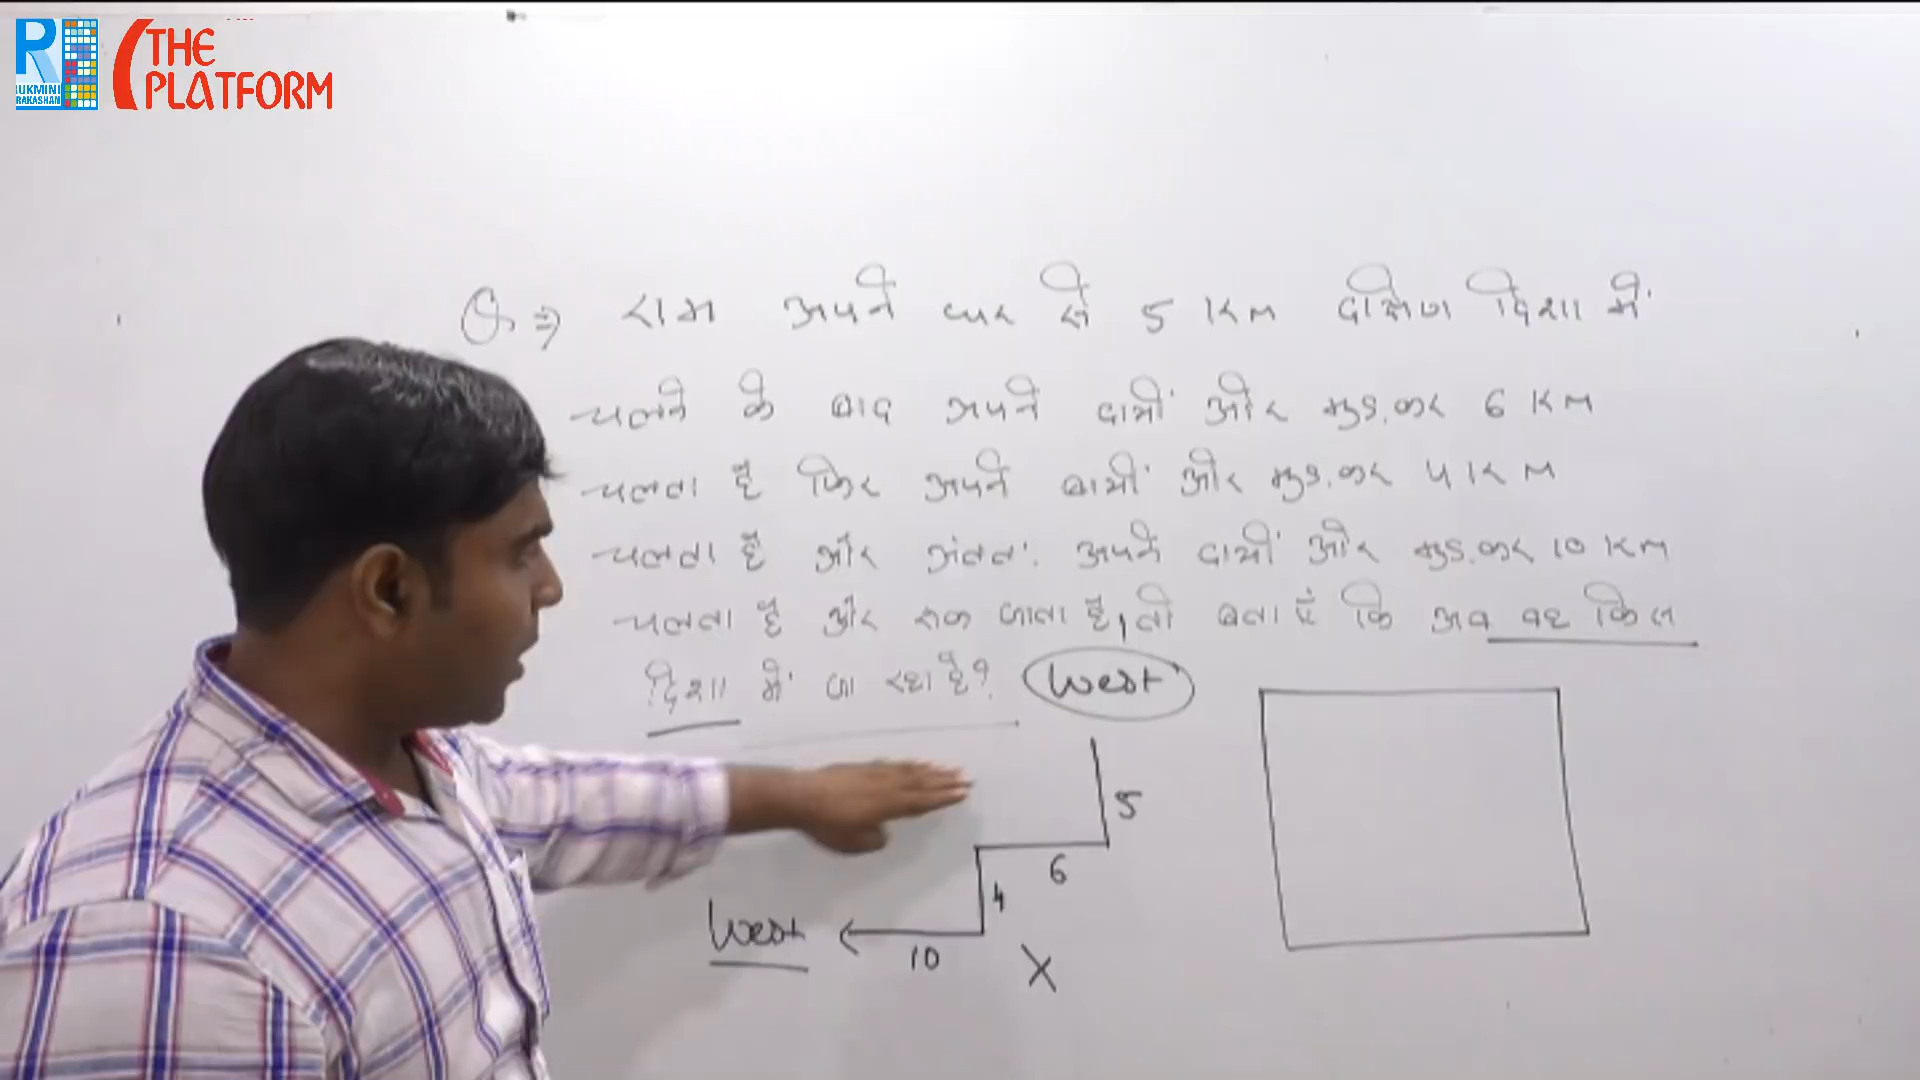 RUKMINI
PRAKASHAN
THE
PLATFORM
Q ⇒ राम अपने घर से 5 KM दक्षिण दिशा में
चलने के बाद अपने दायीं ओर मुड़कर 6 KM
चलता है फिर अपने बायीं ओर मुड़कर 4 KM
चलता है और अंततः अपने दायीं ओर मुड़कर 10 KM
चलता है और रुक जाता है, तो बताएं कि अब वह किस
दिशा में जा रहा है? West
5
6
4
West
10
X